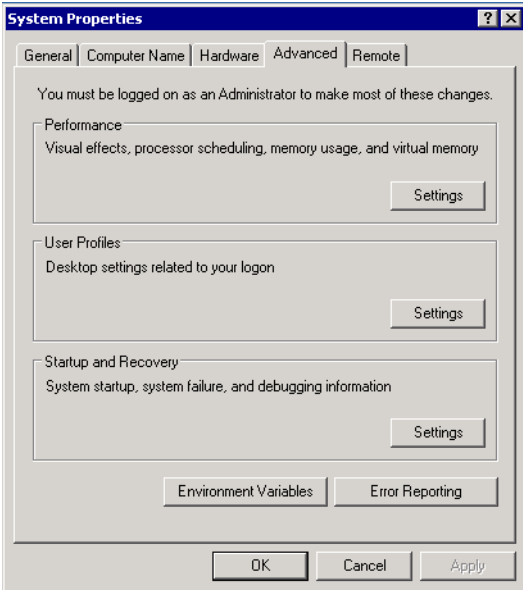 System Properties
General
Computer Name
Hardware
Advanced
Remote
You must be logged on as an Administrator to make most of these changes.
Performance
Visual effects, processor scheduling, memory usage, and virtual memory
Settings
User Profiles
Desktop settings related to your logon
Settings
Startup and Recovery
System startup, system failure, and debugging information
Settings
Environment Variables
Error Reporting
OK
Cancel
Apply